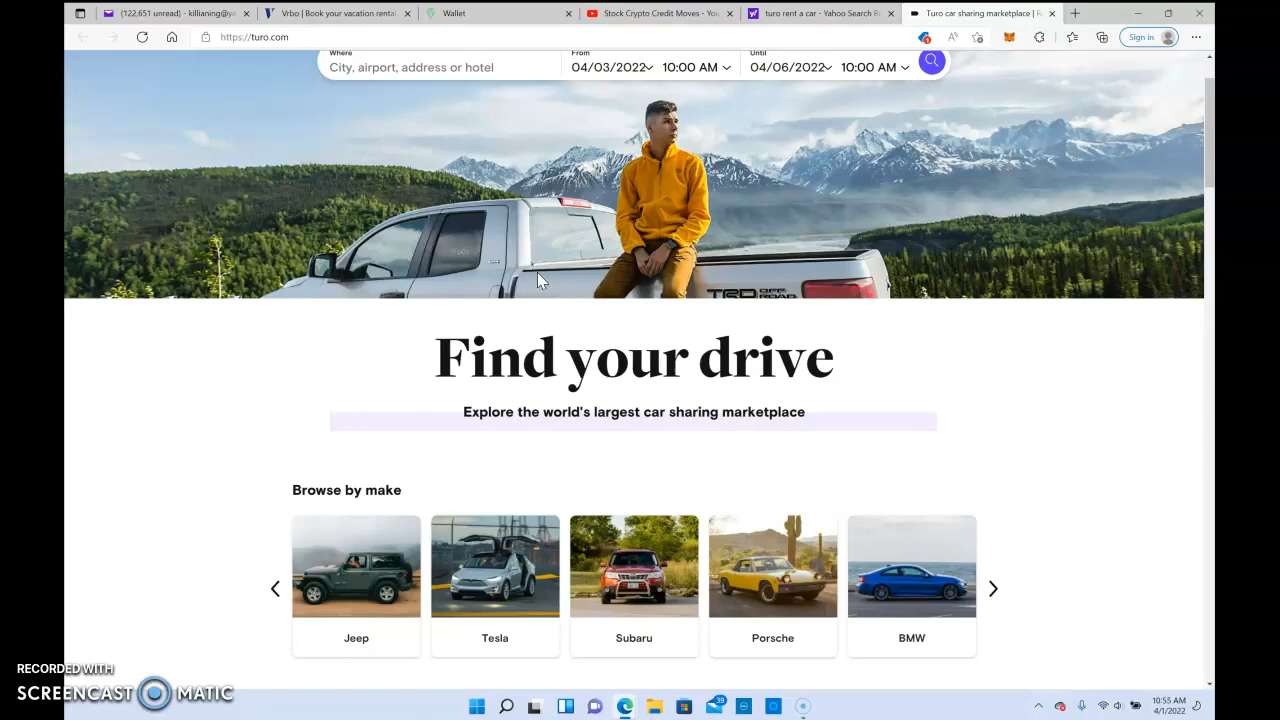 (122,651 unread) - killianing@ya
Vrbo | Book your vacation rental
Wallet
Stock Crypto Credit Moves - You
turo rent a car - Yahoo Search R
Turo car sharing marketplace | R
https://turo.com
Sign in
Where
From
Until
City, airport, address or hotel
04/03/2022
10:00 AM
04/06/2022
10:00 AM
TRD OFF ROAD
Find your drive
Explore the world's largest car sharing marketplace
Browse by make
Jeep
Tesla
Subaru
Porsche
BMW
RECORDED WITH
SCREENCAST MATIC
39
10:55 AM
4/1/2022